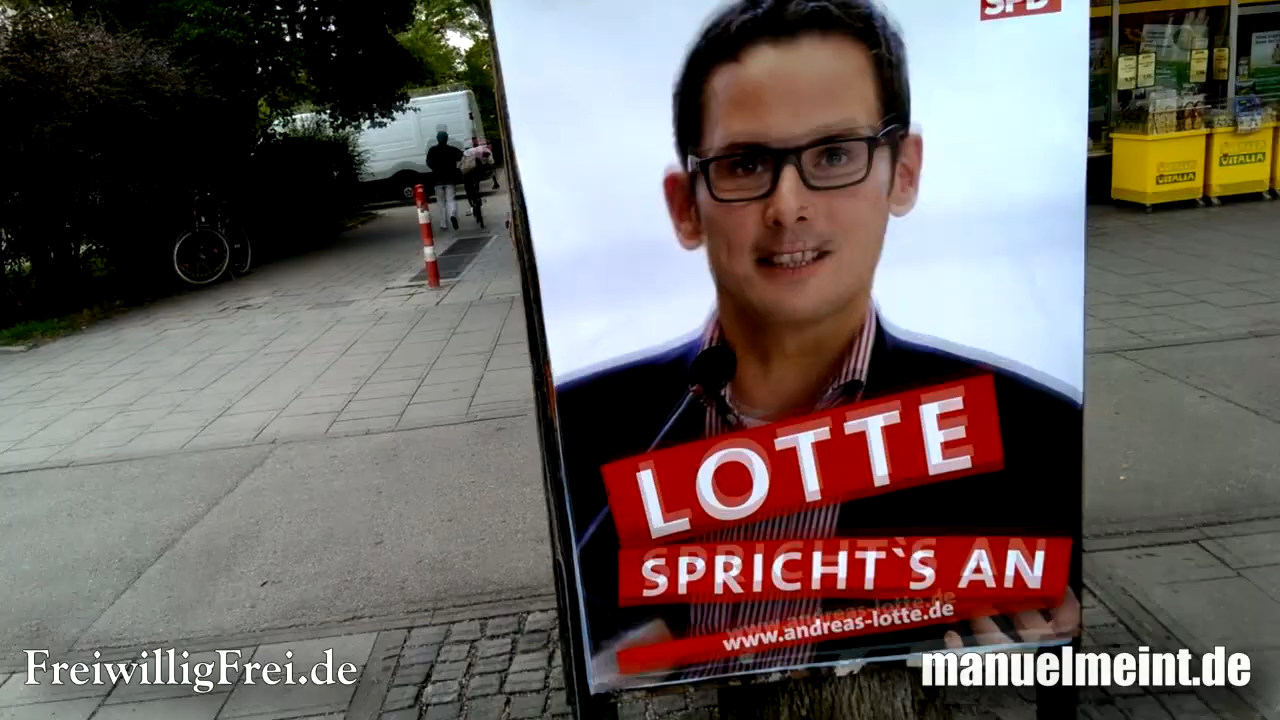 SPD
VITALIA
VITALIA
LOTTE
SPRICHT`S AN
www.andreas-lotte.de
FreiwilligFrei.de
manuelmeint.de